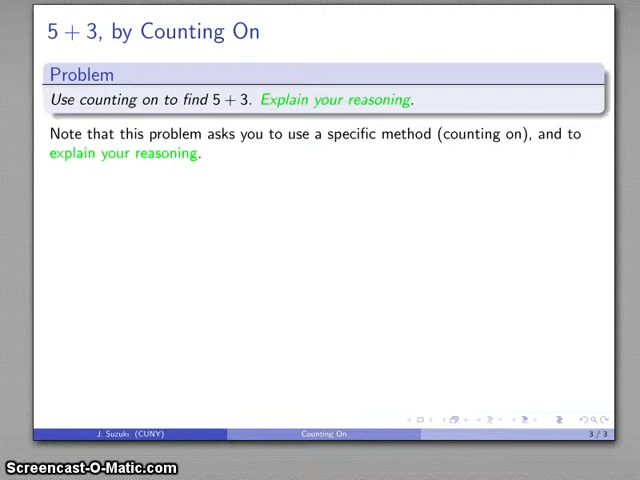 5 + 3, by Counting On
Problem
Use counting on to find 5 + 3. Explain your reasoning.
Note that this problem asks you to use a specific method (counting on), and to
explain your reasoning.
J. Suzuki (CUNY) Counting On 3 / 3
Screencast-O-Matic.com